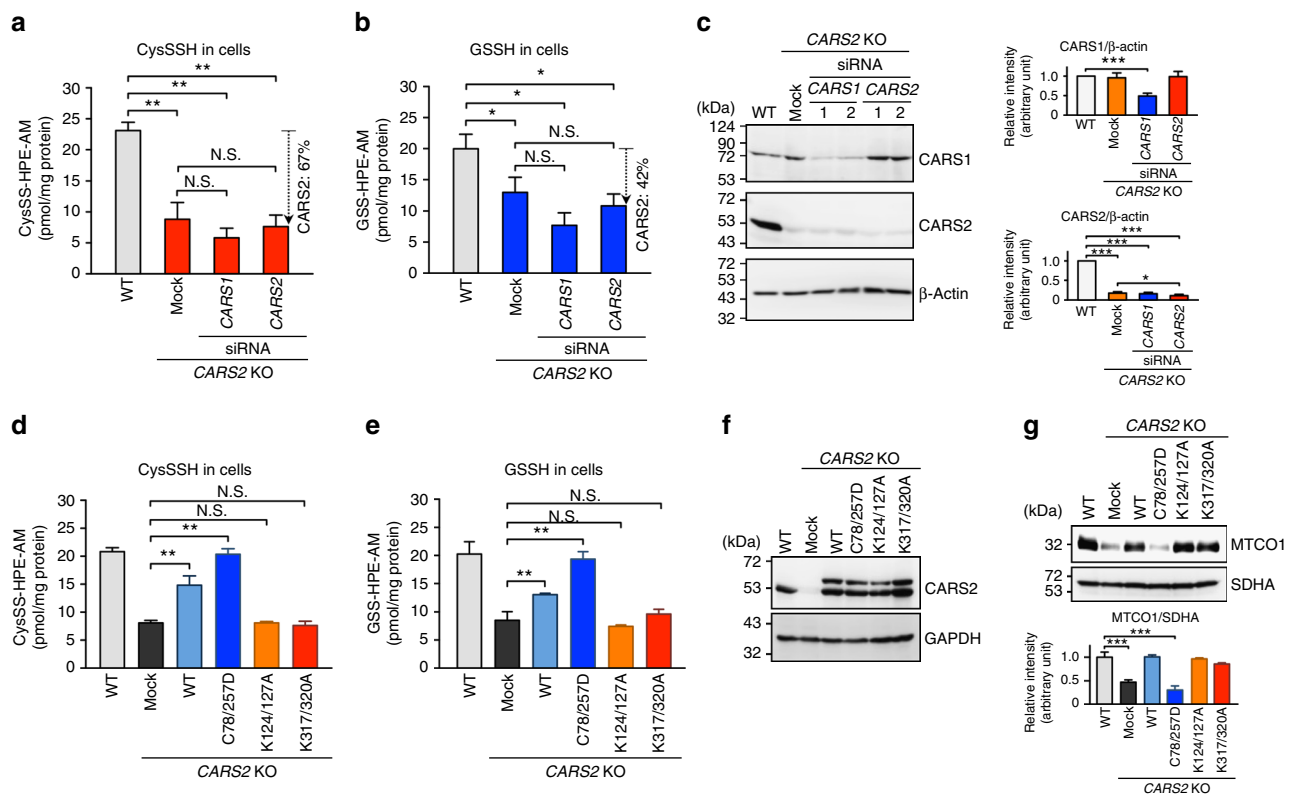 a
CysSSH in cells
CysSS-HPE-AM
(pmol/mg protein)
30
25
20
15
10
5
0
**
**
**
N.S.
N.S.
CARS2: 67%
WT
Mock
CARS1
CARS2
siRNA
CARS2 KO
b
GSSH in cells
GSS-HPE-AM
(pmol/mg protein)
30
25
20
15
10
5
0
*
*
*
N.S.
N.S.
CARS2: 42%
WT
Mock
CARS1
CARS2
siRNA
CARS2 KO
c
CARS2 KO
siRNA
CARS1 CARS2
(kDa)
WT
Mock
1 2 1 2
124
90
72
53
CARS1
72
53
43
CARS2
72
53
43
32
β-Actin
CARS1/β-actin
Relative intensity
(arbitrary unit)
1.0
0.5
0
***
WT
Mock
CARS1
CARS2
siRNA
CARS2 KO
CARS2/β-actin
Relative intensity
(arbitrary unit)
1.0
0.5
0
***
***
***
*
WT
Mock
CARS1
CARS2
siRNA
CARS2 KO
d
CysSSH in cells
CysSS-HPE-AM
(pmol/mg protein)
30
25
20
15
10
5
0
N.S.
N.S.
**
**
WT
Mock
WT
C78/257D
K124/127A
K317/320A
CARS2 KO
e
GSSH in cells
GSS-HPE-AM
(pmol/mg protein)
30
25
20
15
10
5
0
N.S.
N.S.
**
**
WT
Mock
WT
C78/257D
K124/127A
K317/320A
CARS2 KO
f
CARS2 KO
(kDa)
WT
Mock
WT
C78/257D
K124/127A
K317/320A
72
53
CARS2
43
32
GAPDH
g
CARS2 KO
(kDa)
WT
Mock
WT
C78/257D
K124/127A
K317/320A
32
MTCO1
72
53
SDHA
MTCO1/SDHA
Relative intensity
(arbitrary unit)
1.0
0.5
0
***
***
WT
Mock
WT
C78/257D
K124/127A
K317/320A
CARS2 KO